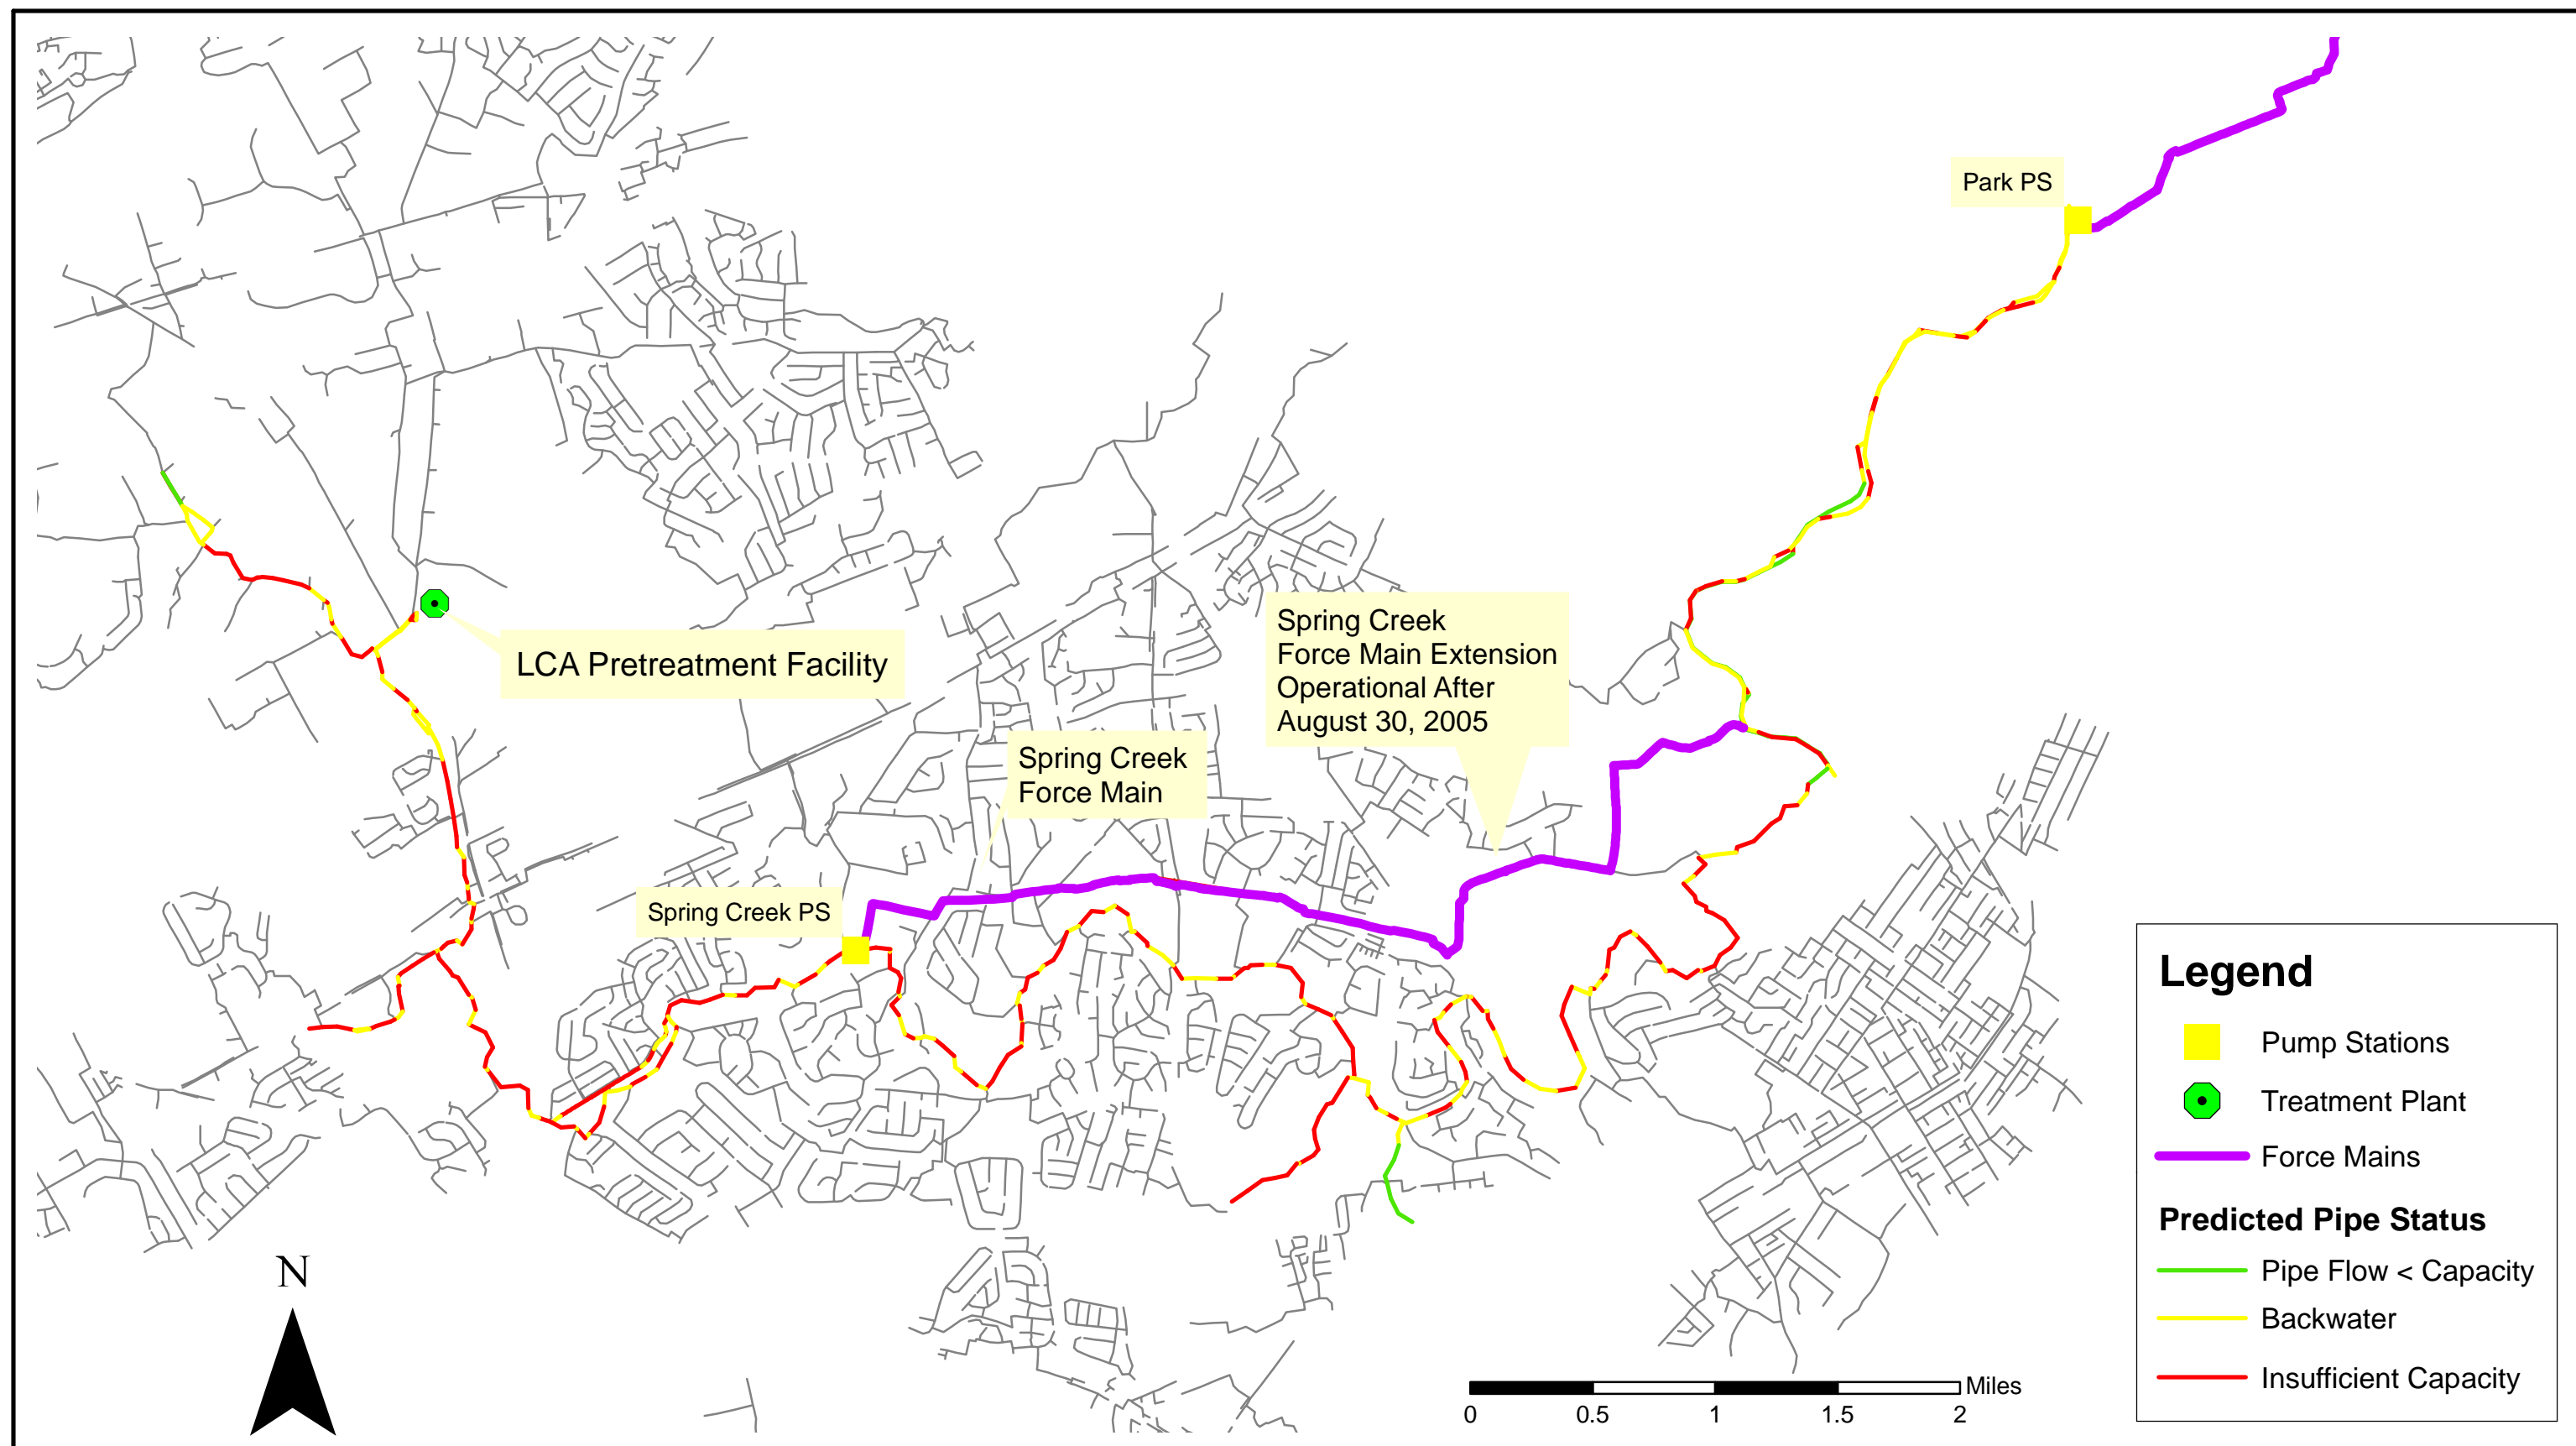 Park PS
Spring Creek
Force Main Extension
Operational After
August 30, 2005
LCA Pretreatment Facility
Spring Creek
Force Main
Spring Creek PS
Legend
Pump Stations
Treatment Plant
Force Mains
Predicted Pipe Status
Pipe Flow < Capacity
Backwater
Insufficient Capacity
N
Miles
0 0.5 1 1.5 2